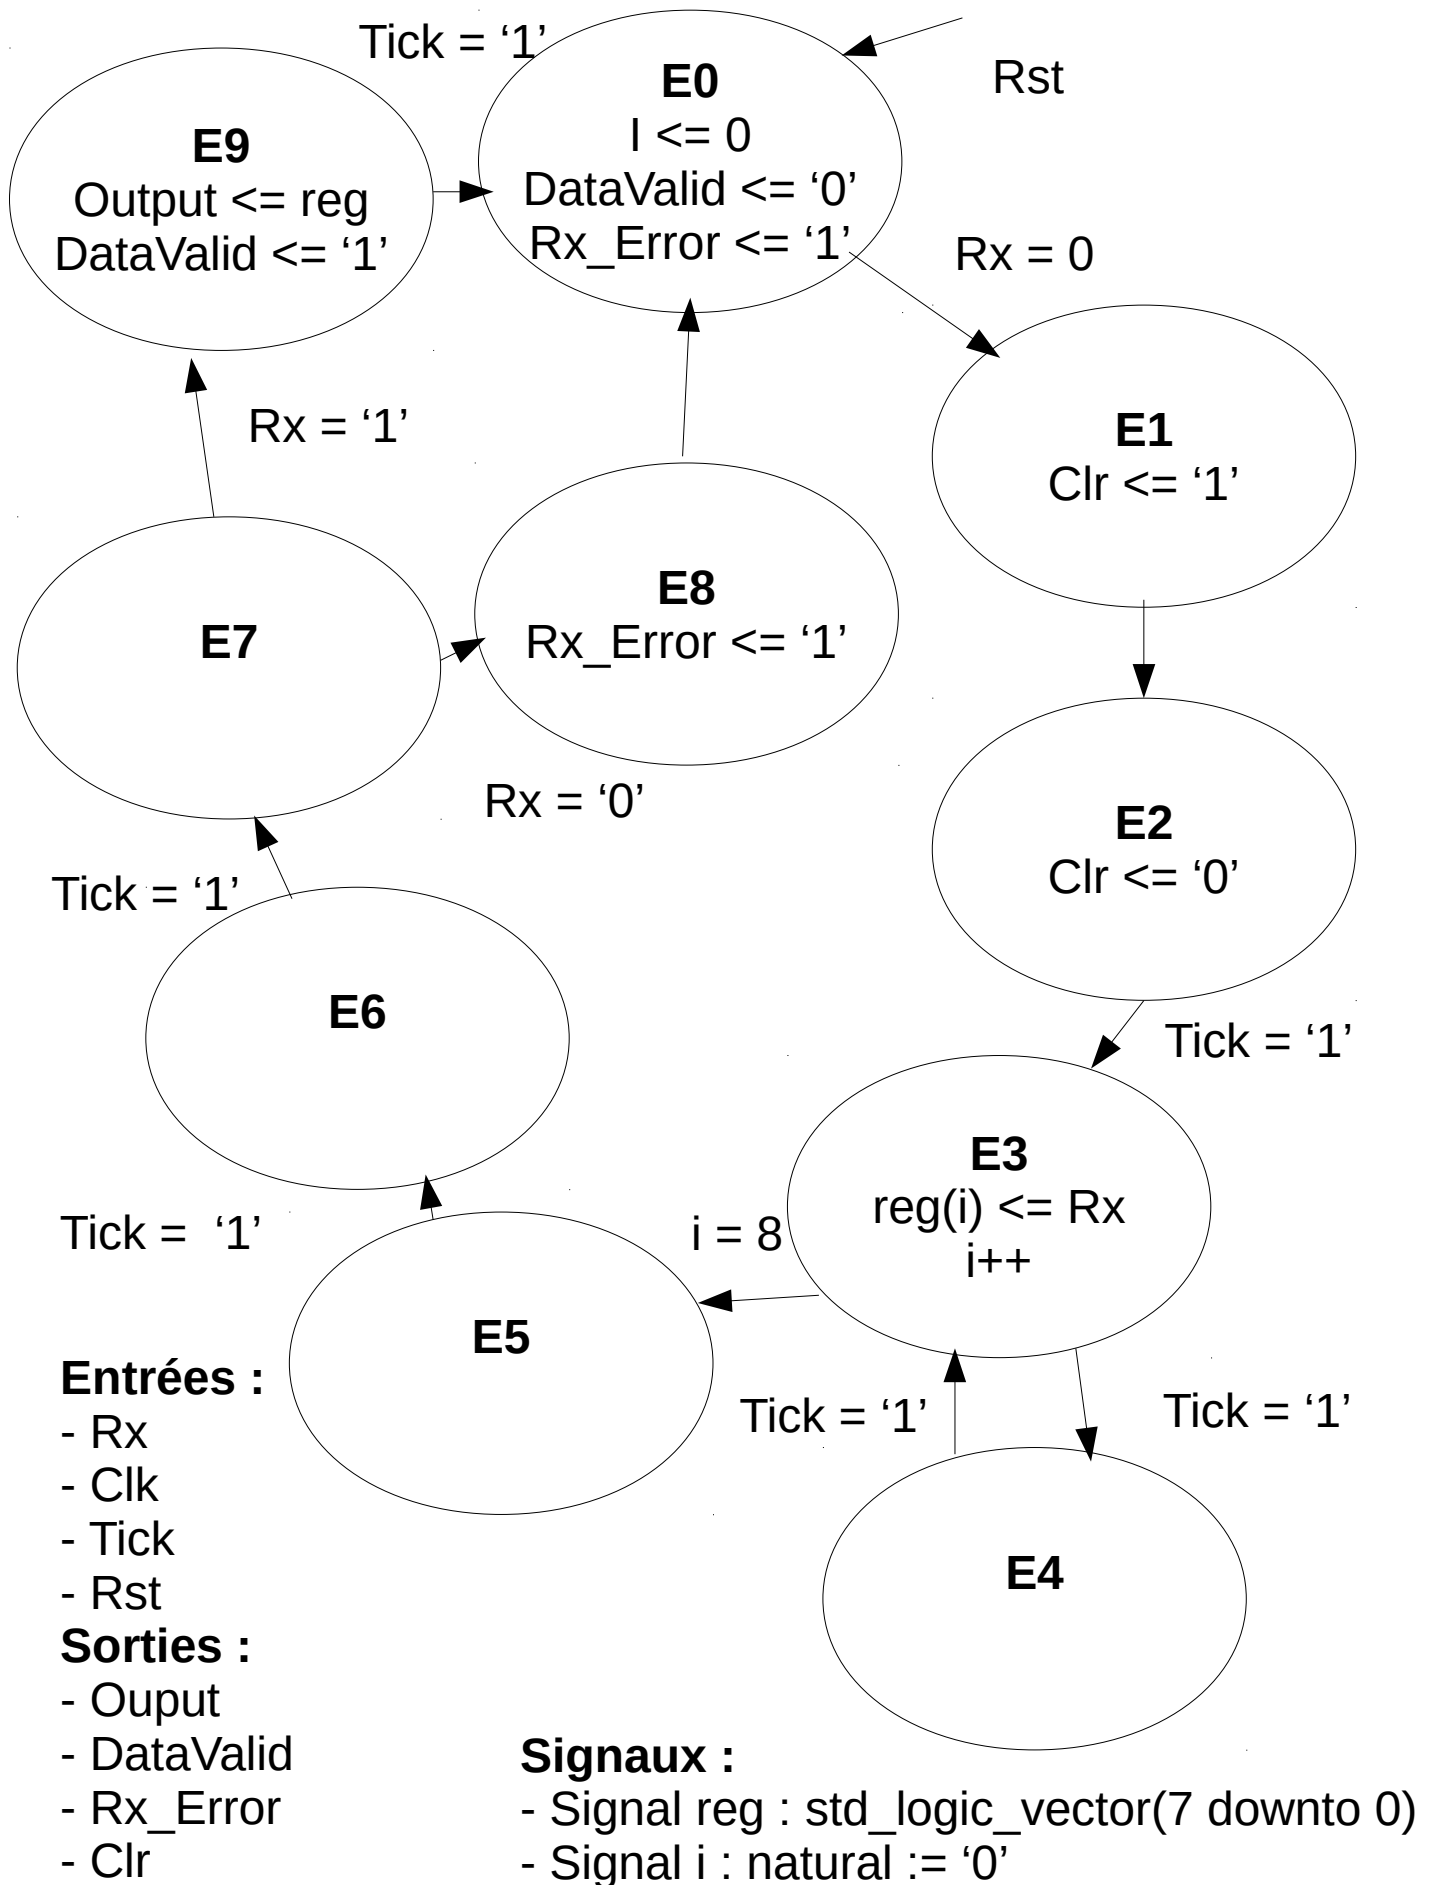 Tick = ‘1’
Rst
E0
I <= 0
DataValid <= ‘0’
Rx_Error <= ‘1’
E9
Output <= reg
DataValid <= ‘1’
Rx = 0
E1
Clr <= ‘1’
Rx = ‘1’
E8
Rx_Error <= ‘1’
E7
Rx = ‘0’
E2
Clr <= ‘0’
Tick = ‘1’
E6
Tick = ‘1’
E3
reg(i) <= Rx
i++
Tick =  ‘1’
i = 8
E5
Tick = ‘1’
Tick = ‘1’
E4
Entrées :
- Rx
- Clk
- Tick
- Rst
Sorties :
- Ouput
- DataValid
- Rx_Error
- Clr
Signaux :
- Signal reg : std_logic_vector(7 downto 0)
- Signal i : natural := ‘0’